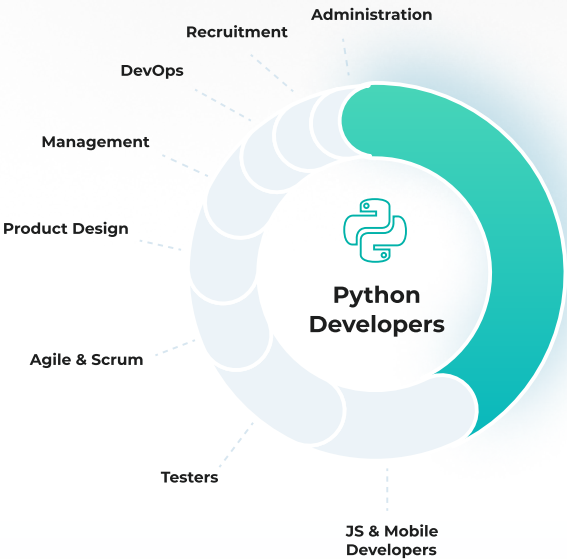 Administration
Recruitment
DevOps
Management
Product Design
Python
Developers
Agile & Scrum
Testers
JS & Mobile
Developers